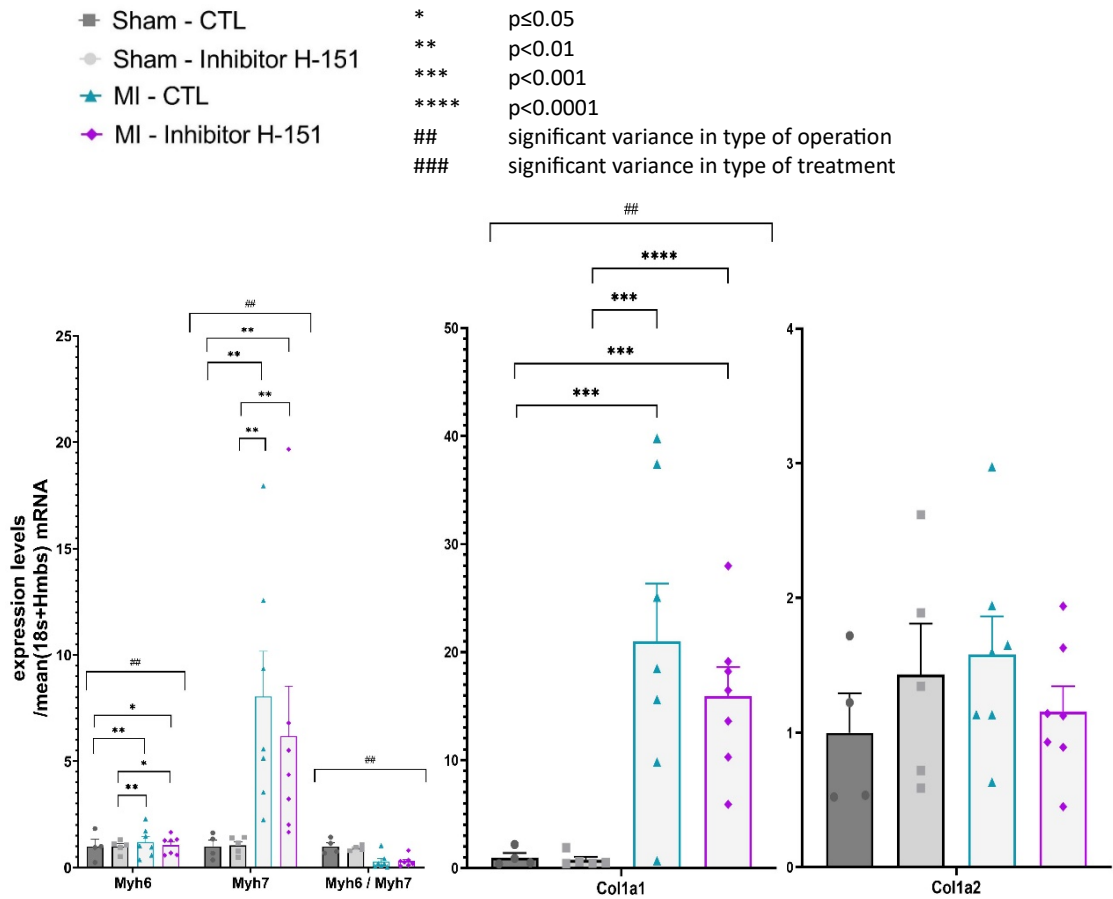 Sham - CTL
Sham - Inhibitor H-151
MI - CTL
MI - Inhibitor H-151
* p≤0.05
** p<0.01
*** p<0.001
**** p<0.0001
## significant variance in type of operation
### significant variance in type of treatment
expression levels
/mean(18s+Hmbs) mRNA
25
20
15
10
5
0
##
*
**
*
**
##
**
**
**
**
##
Myh6 Myh7 Myh6 / Myh7
##
****
***
***
***
50
40
30
20
10
0
Col1a1
4
3
2
1
0
Col1a2